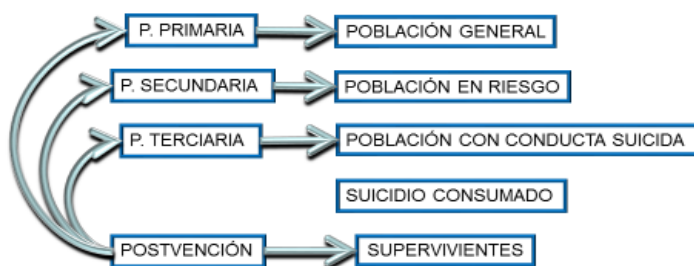 P. PRIMARIA POBLACIÓN GENERAL
P. SECUNDARIA POBLACIÓN EN RIESGO
P. TERCIARIA POBLACIÓN CON CONDUCTA SUICIDA
SUICIDIO CONSUMADO
POSTVENCIÓN SUPERVIVIENTES